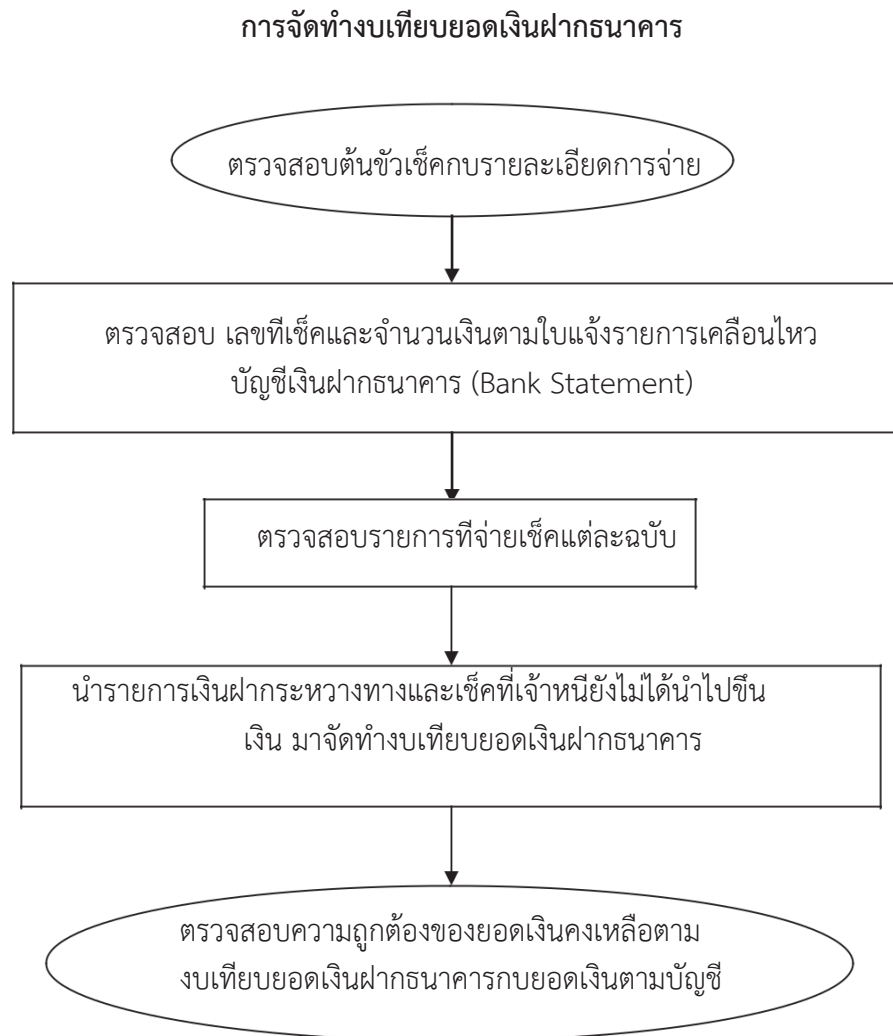 การจัดทำงบเทียบยอดเงินฝากธนาคาร
ตรวจสอบต้นขัวเช็คกบรายละเอียดการจ่าย
ตรวจสอบ เลขทีเช็คและจำนวนเงินตามใบแจ้งรายการเคลือนไหว
บัญชีเงินฝากธนาคาร (Bank Statement)
ตรวจสอบรายการทีจ่ายเช็คแต่ละฉบับ
นำรายการเงินฝากระหวางทางและเช็คที่เจ้าหนียังไม่ได้นำไปขึน
เงิน มาจัดทำงบเทียบยอดเงินฝากธนาคาร
ตรวจสอบความถูกต้องของยอดเงินคงเหลือตาม
งบเทียบยอดเงินฝากธนาคารกบยอดเงินตามบัญชี